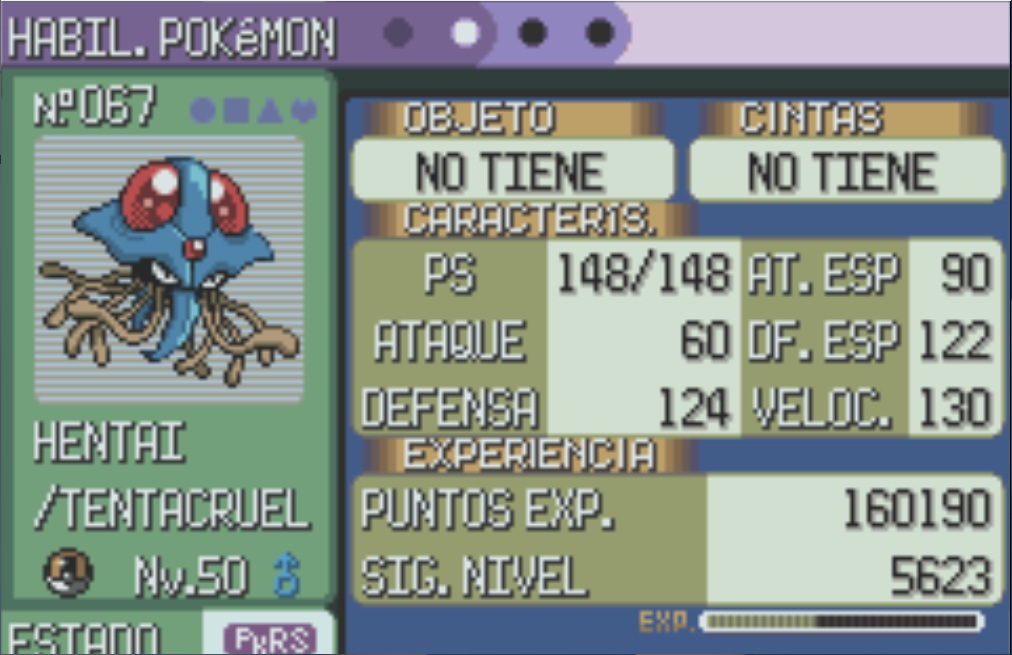 HABIL. POKéMON
Nº067
OBJETO
CINTAS
NO TIENE
NO TIENE
CARACTERÍS.
PS 148/148 AT. ESP 90
ATAQUE 60 DF. ESP 122
DEFENSA 124 VELOC. 130
HENTAI
/TENTACRUEL
Nv.50 ♂
EXPERIENCIA
PUNTOS EXP. 160190
SIG. NIVEL 5623
EXP.
ESTADO PKRS